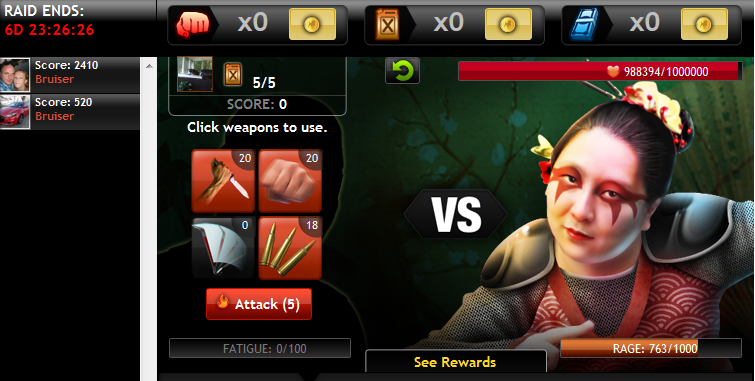 RAID ENDS:
6D 23:26:26
x0
x0
x0
Score: 2410
Bruiser
Score: 520
Bruiser
5/5
SCORE: 0
Click weapons to use.
20
20
0
18
Attack (5)
FATIGUE: 0/100
988394/1000000
VS
See Rewards
RAGE: 763/1000